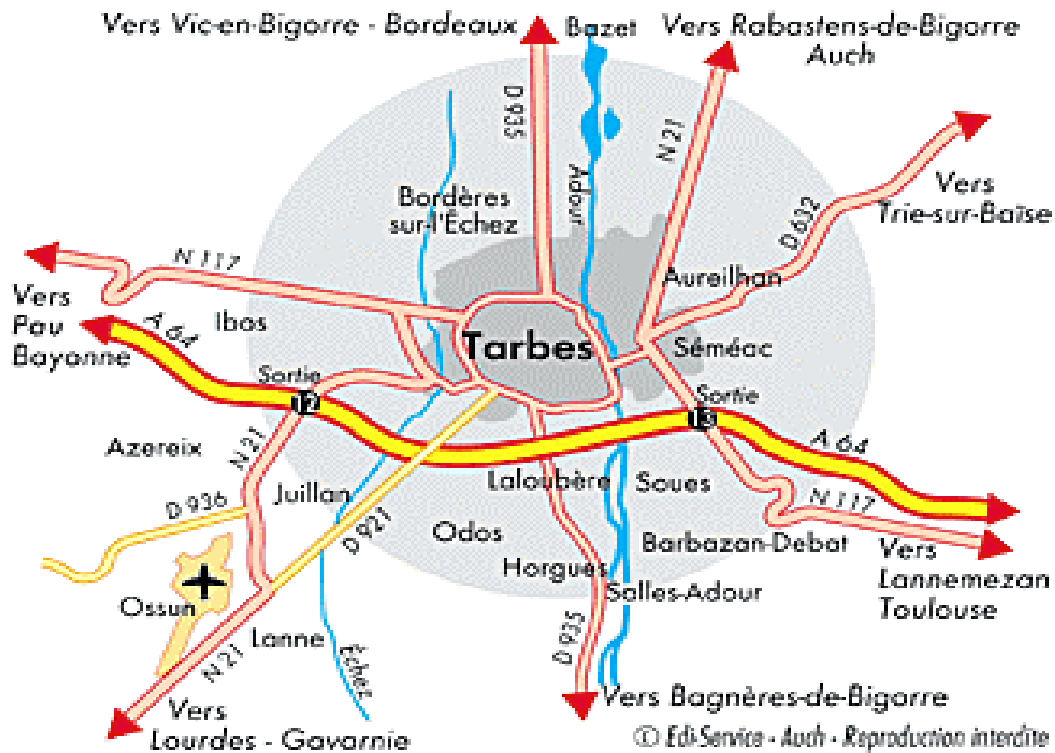 Vers Vic-en-Bigorre - Bordeaux
Bazet
Vers Rabastens-de-Bigorre
Auch
D 935
N 21
Adour
Vers
Trie-sur-Baïse
D 632
Bordères
sur-l'Échez
N 117
Aureilhan
Vers
Pau
Bayonne
A 64
Ibos
Tarbes
Séméac
Sortie
12
Sortie
13
Azereix
N 21
A 64
Juillan
Laloubère
Soues
D 936
D 921
N 117
Odos
Barbazan-Debat
Vers
Lannemezan
Toulouse
Horgues
Salles-Adour
Ossun
Lanne
N 21
Échez
D 935
Vers
Lourdes - Gavarnie
Vers Bagnères-de-Bigorre
© Edi-Service - Auch - Reproduction interdite